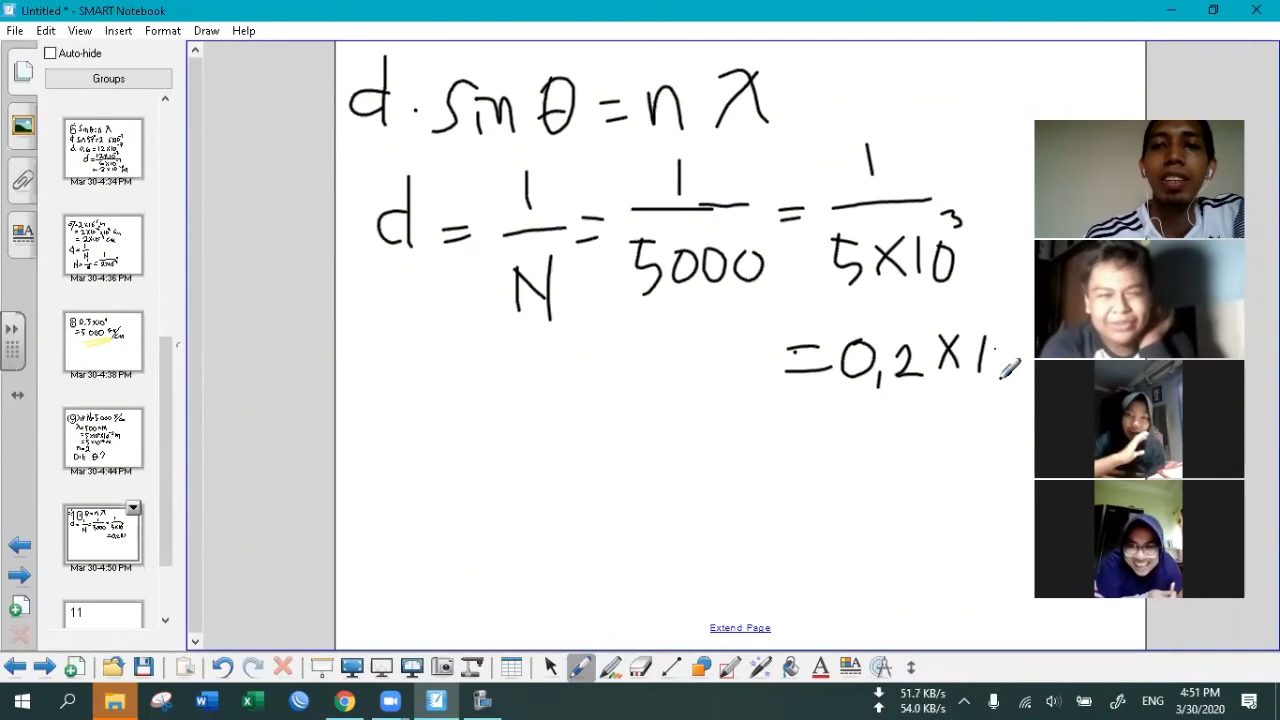 Untitled * - SMART Notebook
File Edit View Insert Format Draw Help
Auto-hide
Groups
Mar 30-4:34 PM
Mar 30-4:36 PM
Mar 30-4:38 PM
Mar 30-4:44 PM
Mar 30-4:50 PM
11
d . sin θ = n λ
d = 1/N = 1/5000 = 1/5×10³
= 0,2 × 1
Extend Page
51.7 KB/s
54.0 KB/s
ENG
4:51 PM
3/30/2020